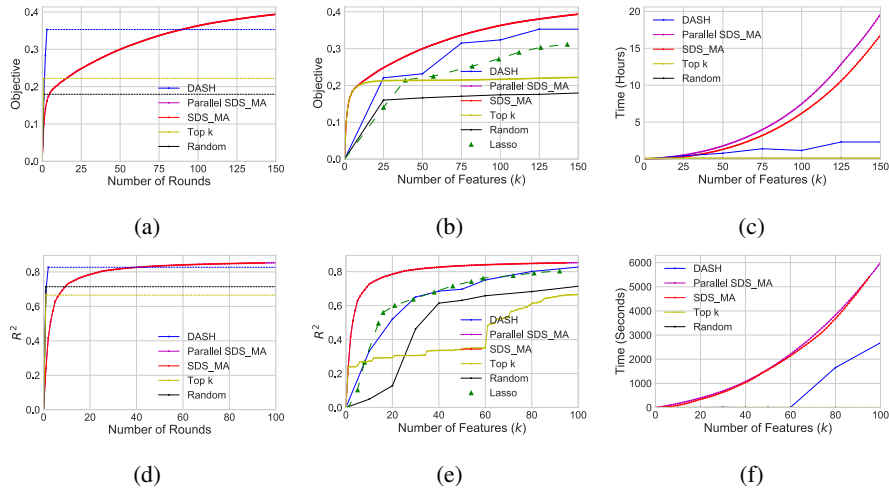 Objective
0.4
0.3
0.2
0.1
0.0
0 25 50 75 100 125 150
Number of Rounds
DASH
Parallel SDS_MA
SDS_MA
Top k
Random
(a)
Objective
0.4
0.3
0.2
0.1
0.0
0 25 50 75 100 125 150
Number of Features (k)
DASH
Parallel SDS_MA
SDS_MA
Top k
Random
Lasso
(b)
Time (Hours)
20
15
10
5
0
0 25 50 75 100 125 150
Number of Features (k)
DASH
Parallel SDS_MA
SDS_MA
Top k
Random
(c)
R²
0.8
0.6
0.4
0.2
0.0
0 20 40 60 80 100
Number of Rounds
DASH
Parallel SDS_MA
SDS_MA
Top k
Random
(d)
R²
0.8
0.6
0.4
0.2
0.0
0 20 40 60 80 100
Number of Features (k)
DASH
Parallel SDS_MA
SDS_MA
Top k
Random
Lasso
(e)
Time (Seconds)
6000
5000
4000
3000
2000
1000
0
0 20 40 60 80 100
Number of Features (k)
DASH
Parallel SDS_MA
SDS_MA
Top k
Random
(f)